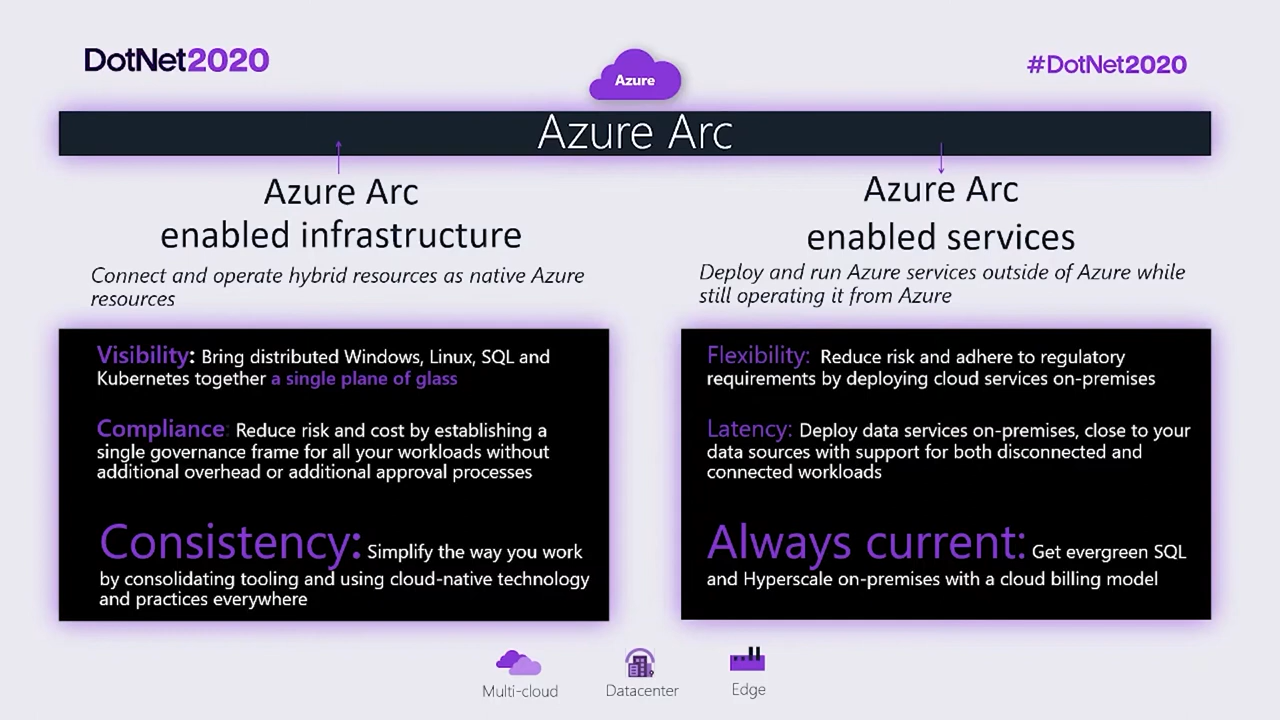 DotNet2020
Azure
#DotNet2020
Azure Arc
Azure Arc
enabled infrastructure
Connect and operate hybrid resources as native Azure
resources
Visibility: Bring distributed Windows, Linux, SQL and
Kubernetes together a single plane of glass
Compliance: Reduce risk and cost by establishing a
single governance frame for all your workloads without
additional overhead or additional approval processes
Consistency: Simplify the way you work
by consolidating tooling and using cloud-native technology
and practices everywhere
Azure Arc
enabled services
Deploy and run Azure services outside of Azure while
still operating it from Azure
Flexibility: Reduce risk and adhere to regulatory
requirements by deploying cloud services on-premises
Latency: Deploy data services on-premises, close to your
data sources with support for both disconnected and
connected workloads
Always current: Get evergreen SQL
and Hyperscale on-premises with a cloud billing model
Multi-cloud
Datacenter
Edge